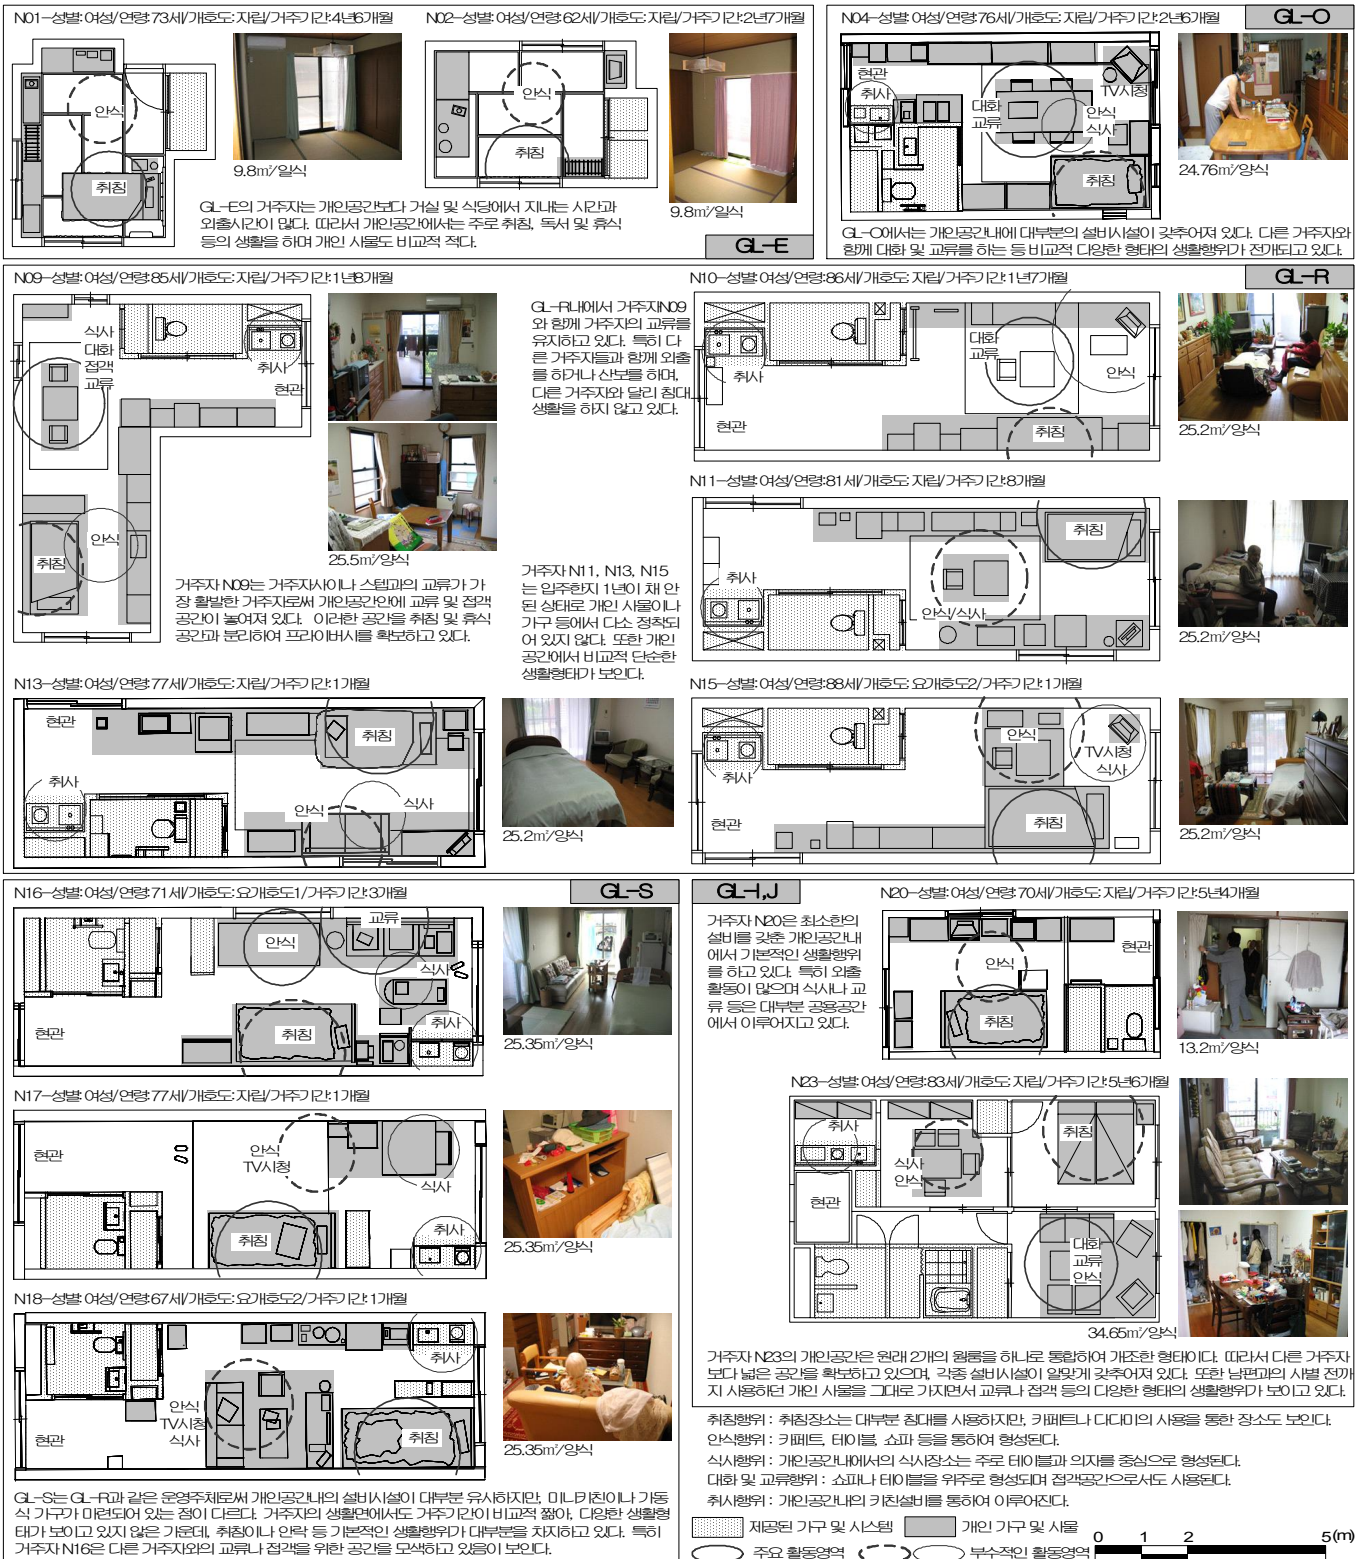 N01-성별:여성/연령:73세/개호도:자립/거주기간:4년6개월
안식
취침
9.8㎡/일식
N02-성별:여성/연령:62세/개호도:자립/거주기간:2년7개월
안식
취침
9.8㎡/일식
GL-E의 거주자는 개인공간보다 거실 및 식당에서 지내는 시간과
외출시간이 많다. 따라서 개인공간에서는 주로 취침, 독서 및 휴식
등의 생활을 하며 개인 사물도 비교적 적다.
GL-E
N04-성별:여성/연령:76세/개호도:자립/거주기간:2년6개월
GL-O
현관
취사
TV시청
대화
교류
안식
식사
취침
24.76㎡/양식
GL-O에서는 개인공간내에 대부분의 설비시설이 갖추어져 있다. 다른 거주자와
함께 대화 및 교류를 하는 등 비교적 다양한 형태의 생활행위가 전개되고 있다.
N09-성별:여성/연령:85세/개호도:자립/거주기간:1년8개월
식사
대화
접객
교류
취사
현관
안식
취침
25.5㎡/양식
거주자 N09는 거주자사이나 스텝과의 교류가 가
장 활발한 거주자로써 개인공간안에 교류 및 접객
공간이 놓여져 있다. 이러한 공간을 취침 및 휴식
공간과 분리하여 프라이버시를 확보하고 있다.
GL-R내에서 거주자N09
와 함께 거주자의 교류를
유지하고 있다. 특히 다
른 거주자들과 함께 외출
를 하거나 산보를 하며,
다른 거주자와 달리 침대
생활을 하지 않고 있다.
N10-성별:여성/연령:86세/개호도:자립/거주기간:1년7개월
GL-R
취사
현관
대화
교류
안식
취침
25.2㎡/양식
N11-성별:여성/연령:81세/개호도:자립/거주기간:8개월
취사
취침
안식/식사
25.2㎡/양식
거주자 N11, N13, N15
는 입주한지 1년이 채 안
된 상태로 개인 사물이나
가구 등에서 다소 정착되
어 있지 않다. 또한 개인
공간에서 비교적 단순한
생활형태가 보인다.
N13-성별:여성/연령:77세/개호도:자립/거주기간:1개월
현관
취사
취침
안식
식사
25.2㎡/양식
N15-성별:여성/연령:88세/개호도:요개호도2/거주기간:1개월
취사
현관
안식
TV시청
식사
취침
25.2㎡/양식
N16-성별:여성/연령:71세/개호도:요개호도1/거주기간:3개월
GL-S
교류
안식
식사
현관
취침
취사
25.35㎡/양식
N17-성별:여성/연령:77세/개호도:자립/거주기간:1개월
현관
안식
TV시청
식사
취침
취사
25.35㎡/양식
N18-성별:여성/연령:67세/개호도:요개호도2/거주기간:1개월
취사
안식
TV시청
식사
현관
취침
25.35㎡/양식
GL-S는 GL-R과 같은 운영주체로써 개인공간내의 설비시설이 대부분 유사하지만, 미니키친이나 가동
식 가구가 마련되어 있는 점이 다르다. 거주자의 생활면에서도 거주기간이 비교적 짧아, 다양한 생활형
태가 보이고 있지 않은 가운데, 취침이나 안락 등 기본적인 생활행위가 대부분을 차지하고 있다. 특히
거주자 N16은 다른 거주자와의 교류나 접객을 위한 공간을 모색하고 있음이 보인다.
GL-I,J
N20-성별:여성/연령:70세/개호도:자립/거주기간:5년4개월
거주자 N20은 최소한의
설비를 갖춘 개인공간내
에서 기본적인 생활행위
를 하고 있다. 특히 외출
활동이 많으며 식사나 교
류 등은 대부분 공용공간
에서 이루어지고 있다.
현관
안식
취침
13.2㎡/양식
N23-성별:여성/연령:83세/개호도:자립/거주기간:5년6개월
취사
식사
안식
취침
현관
대화
교류
안식
34.65㎡/양식
거주자 N23의 개인공간은 원래 2개의 원룸을 하나로 통합하여 개조한 형태이다. 따라서 다른 거주자
보다 넓은 공간을 확보하고 있으며, 각종 설비시설이 알맞게 갖추어져 있다. 또한 남편과의 사별 전까
지 사용하던 개인 사물을 그대로 가지면서 교류나 접객 등의 다양한 형태의 생활행위가 보이고 있다.
취침행위 : 취침장소는 대부분 침대를 사용하지만, 카페트나 다다미의 사용을 통한 장소도 보인다.
안식행위 : 카페트, 테이블, 쇼파 등을 통하여 형성된다.
식사행위 : 개인공간내에서의 식사장소는 주로 테이블과 의자를 중심으로 형성된다.
대화 및 교류행위 : 쇼파나 테이블을 위주로 형성되며 접객공간으로서도 사용된다.
취사행위 : 개인공간내의 키친설비를 통하여 이루어진다.
제공된 가구 및 시스템 개인 가구 및 사물
주요 활동영역 부수적인 활동영역
0 1 2 5(m)